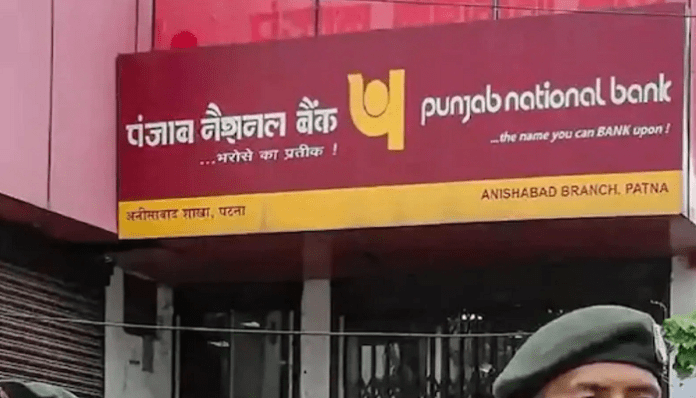 पंजाब नैशनल बैंक
...भरोसे का प्रतीक !
punjab national bank
...the name you can BANK upon !
अनीसाबाद शाखा, पटना
ANISHABAD BRANCH, PATNA